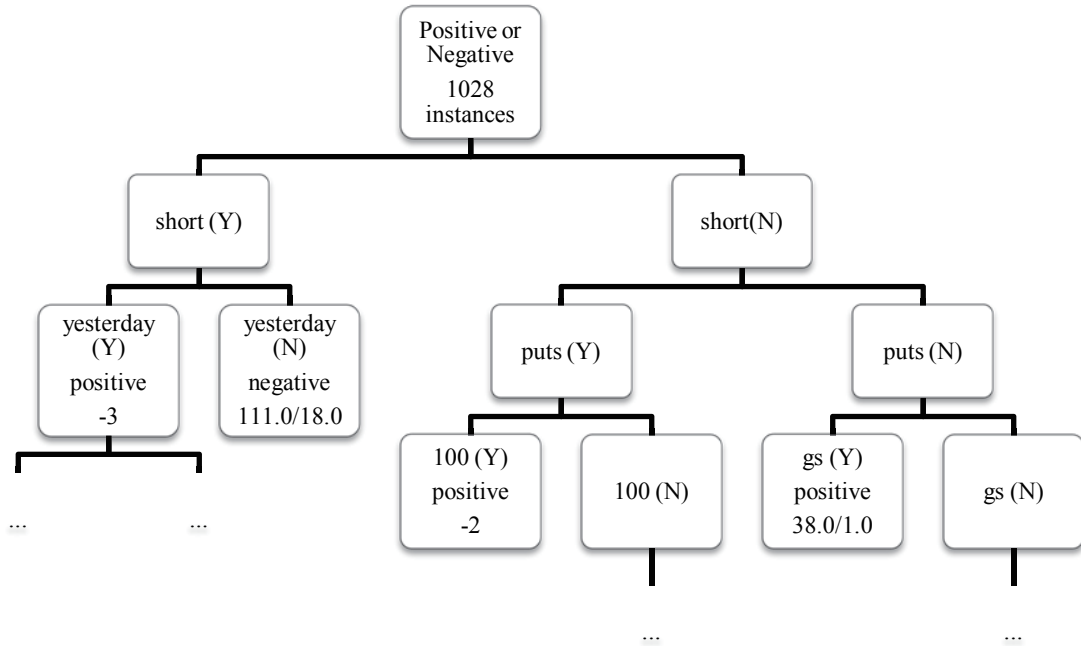 Positive or
Negative
1028
instances
short (Y)
short(N)
yesterday
(Y)
positive
-3
yesterday
(N)
negative
111.0/18.0
puts (Y)
puts (N)
100 (Y)
positive
-2
100 (N)
gs (Y)
positive
38.0/1.0
gs (N)
...
...
...
...